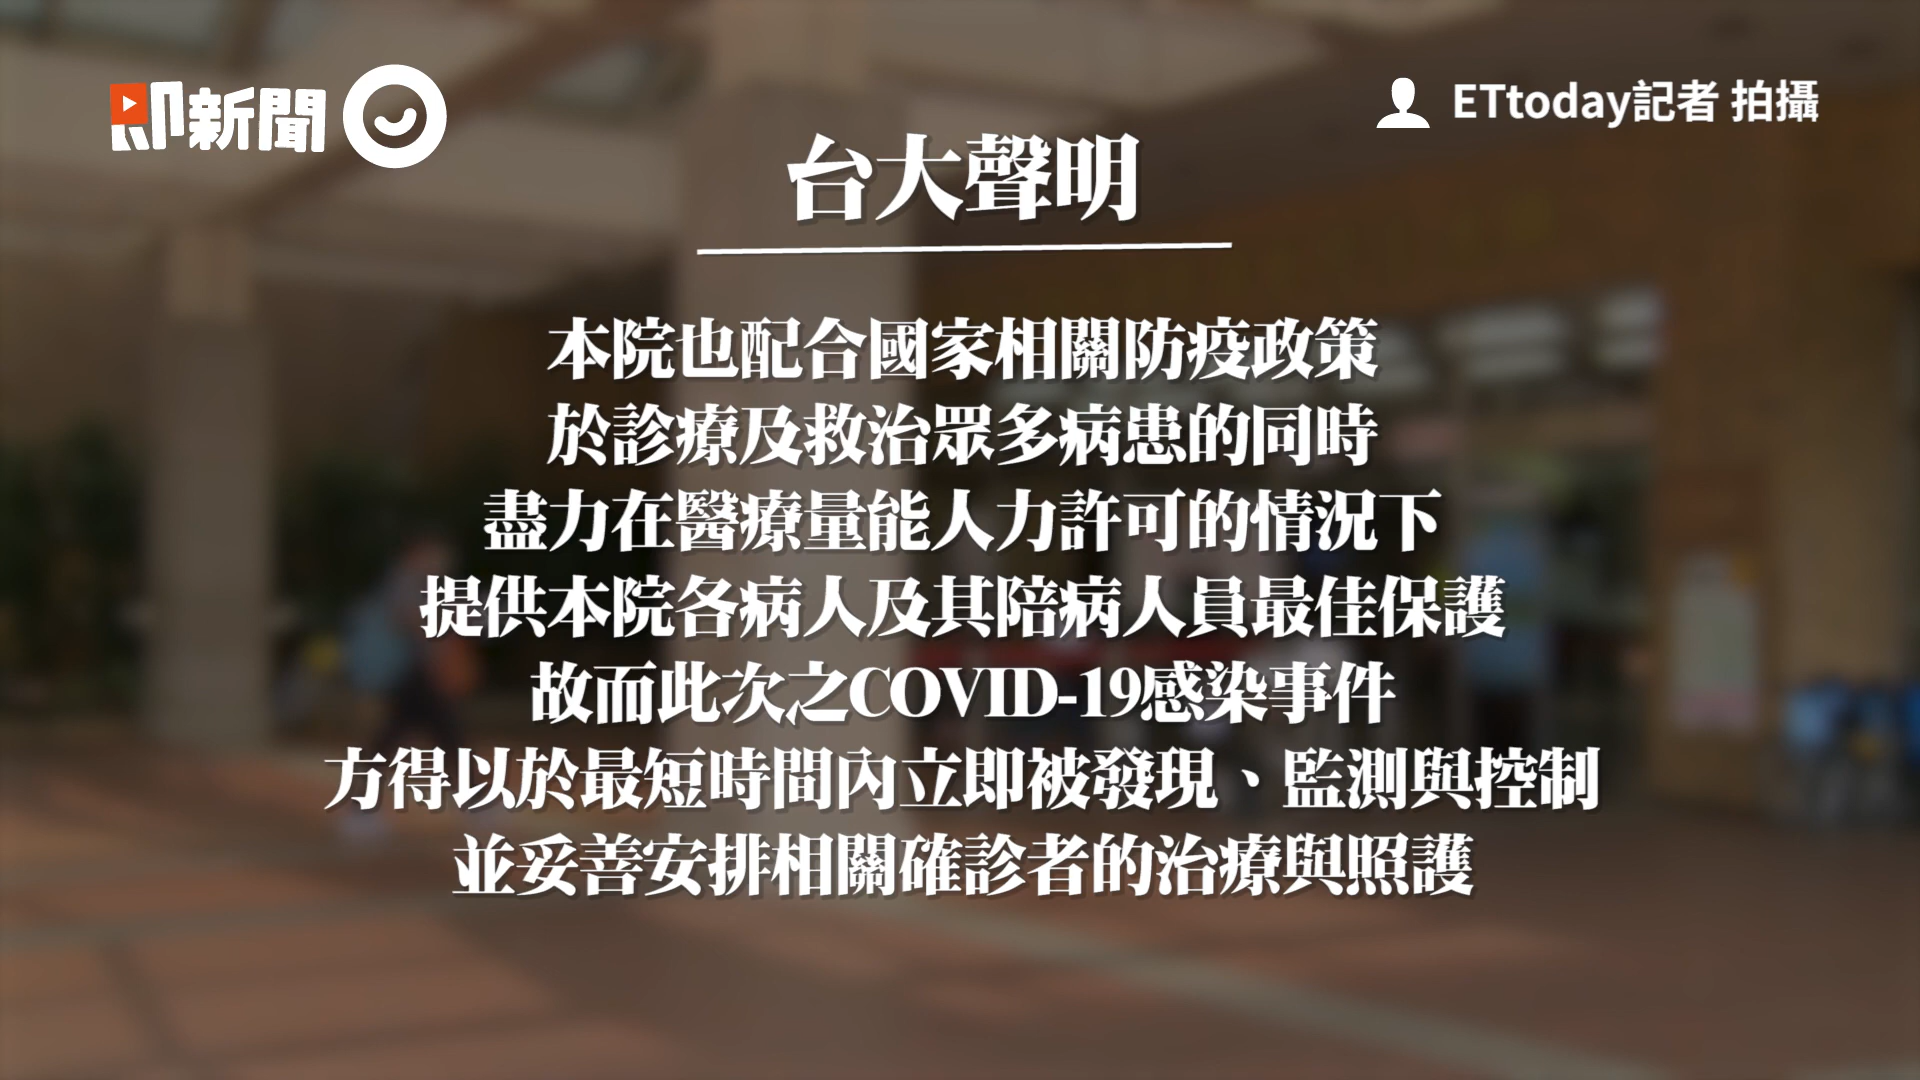 即新聞
ETtoday記者 拍攝
台大聲明
本院也配合國家相關防疫政策
於診療及救治眾多病患的同時
盡力在醫療量能人力許可的情況下
提供本院各病人及其陪病人員最佳保護
故而此次之COVID-19感染事件
方得以於最短時間內立即被發現、監測與控制
並妥善安排相關確診者的治療與照護